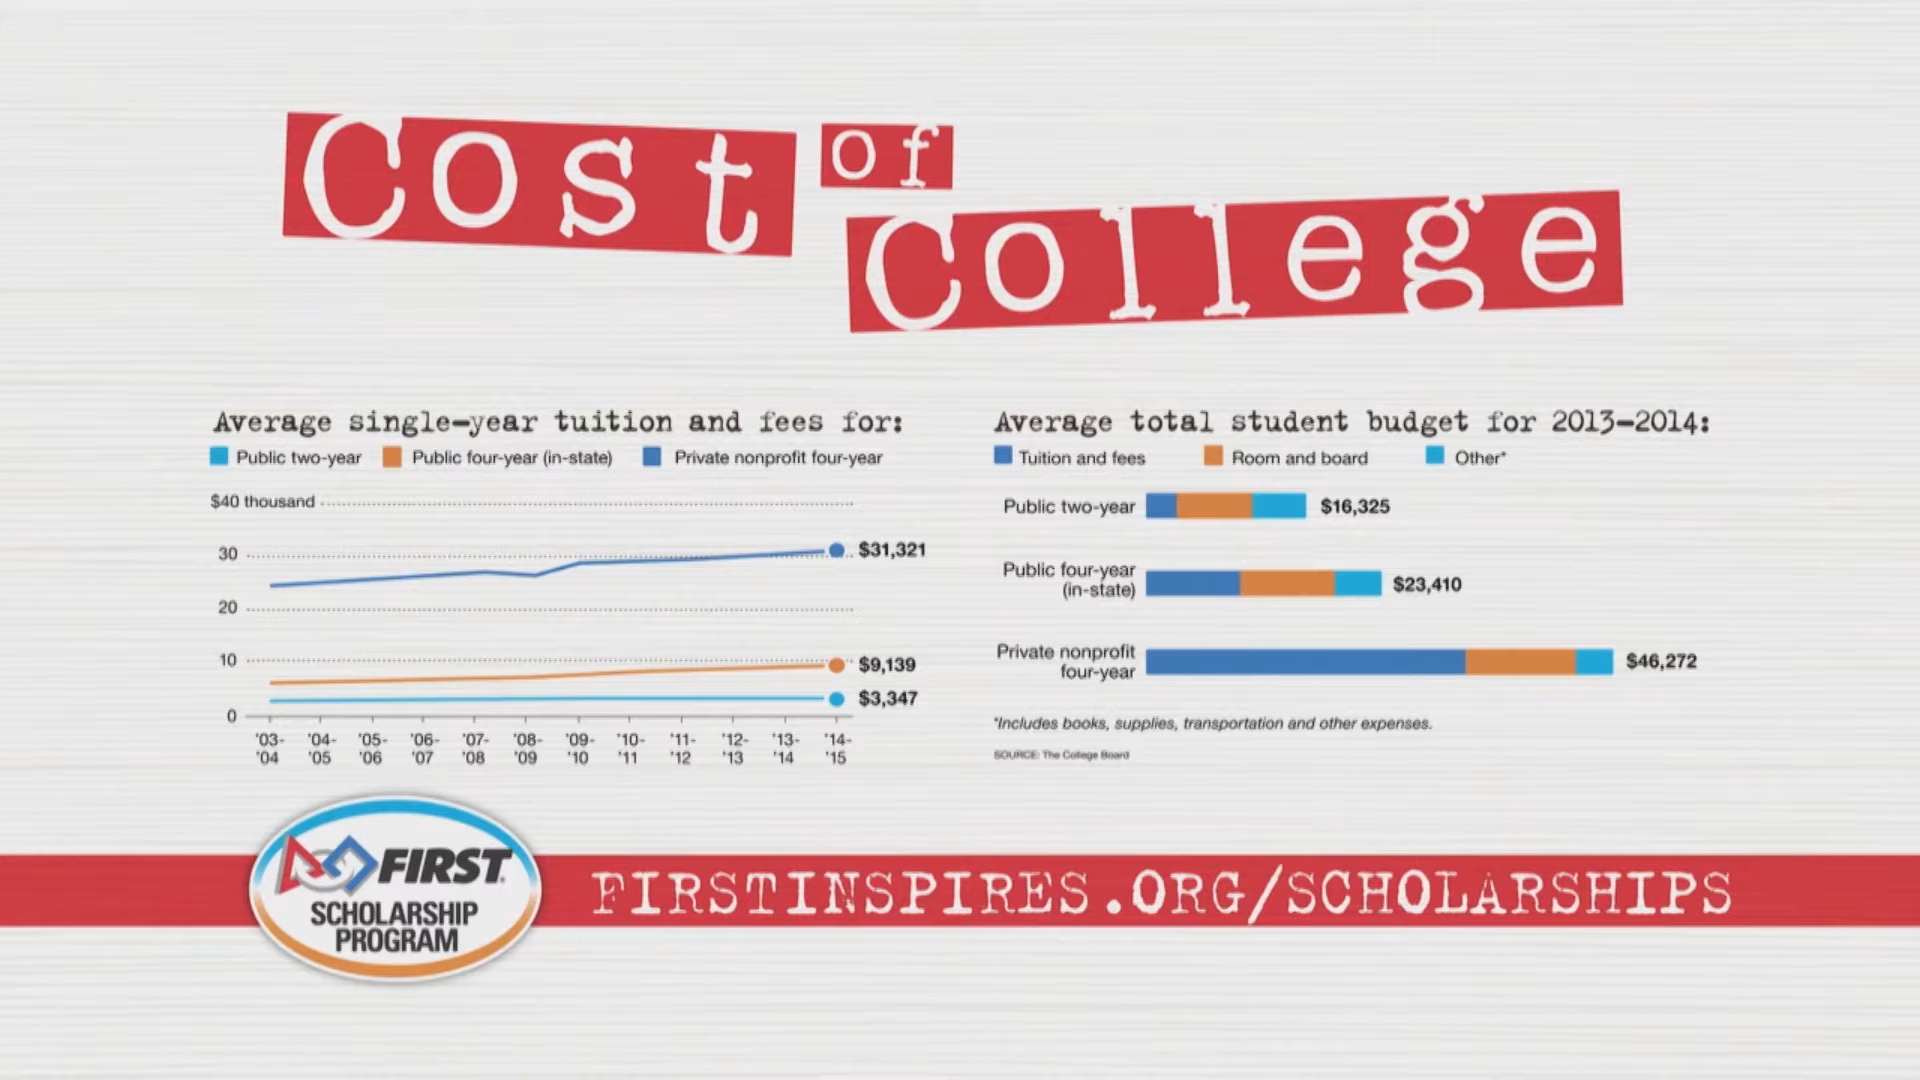 Cost of
College
Average single-year tuition and fees for:
Public two-year Public four-year (in-state) Private nonprofit four-year
$40 thousand
30
20
10
0
$31,321
$9,139
$3,347
'03- '04- '05- '06- '07- '08- '09- '10- '11- '12- '13- '14-
'04 '05 '06 '07 '08 '09 '10 '11 '12 '13 '14 '15
Average total student budget for 2013-2014:
Tuition and fees Room and board Other*
Public two-year $16,325
Public four-year
(in-state) $23,410
Private nonprofit
four-year $46,272
*Includes books, supplies, transportation and other expenses.
SOURCE: The College Board
FIRST
SCHOLARSHIP
PROGRAM
FIRSTINSPIRES.ORG/SCHOLARSHIPS